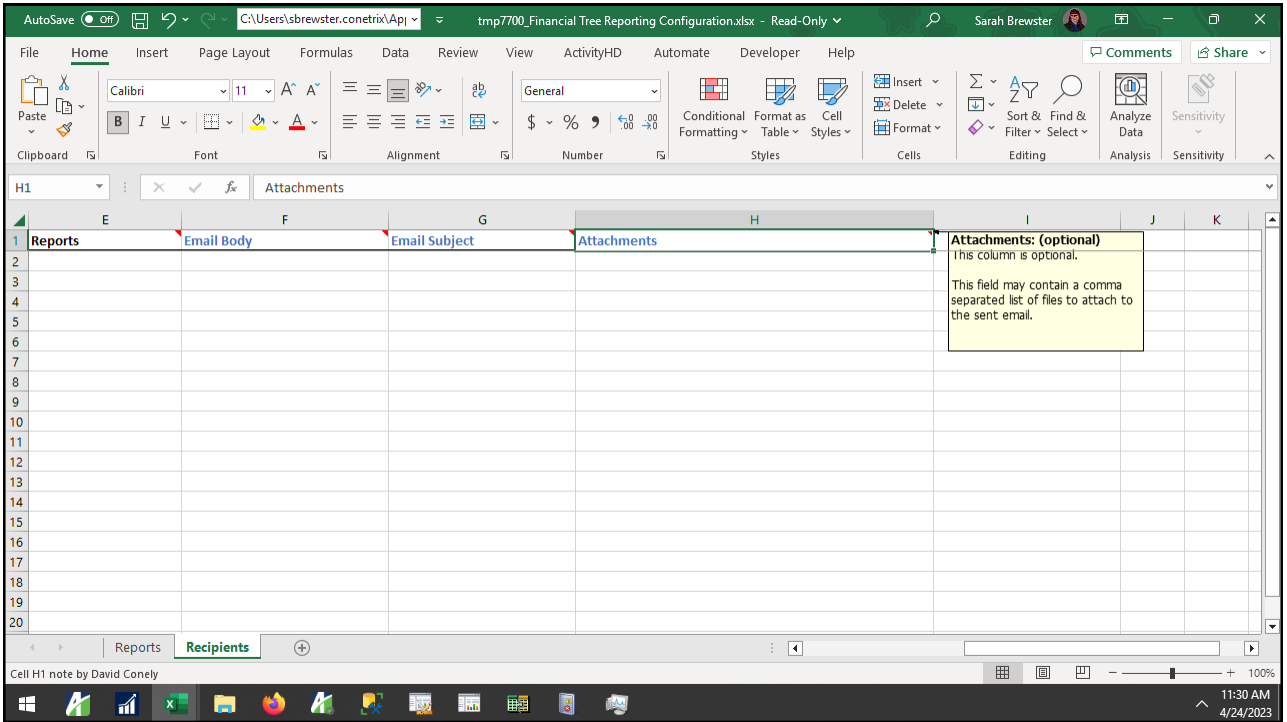 AutoSave Off C:\Users\sbrewster.conetrix\App tmp7700_Financial Tree Reporting Configuration.xlsx - Read-Only Sarah Brewster
File Home Insert Page Layout Formulas Data Review View ActivityHD Automate Developer Help Comments Share
Paste
Clipboard
Calibri 11
B I U A
Font
ab
Alignment
General
$ % 9
Number
Conditional Formatting
Format as Table
Cell Styles
Styles
Insert
Delete
Format
Cells
Sort & Filter
Find & Select
Editing
Analyze Data
Analysis
Sensitivity
Sensitivity
H1 fx Attachments
E F G H I J K
1 Reports Email Body Email Subject Attachments
Attachments: (optional)
This column is optional.
This field may contain a comma
separated list of files to attach to
the sent email.
2
3
4
5
6
7
8
9
10
11
12
13
14
15
16
17
18
19
20
Reports Recipients
Cell H1 note by David Conely 100%
11:30 AM
4/24/2023